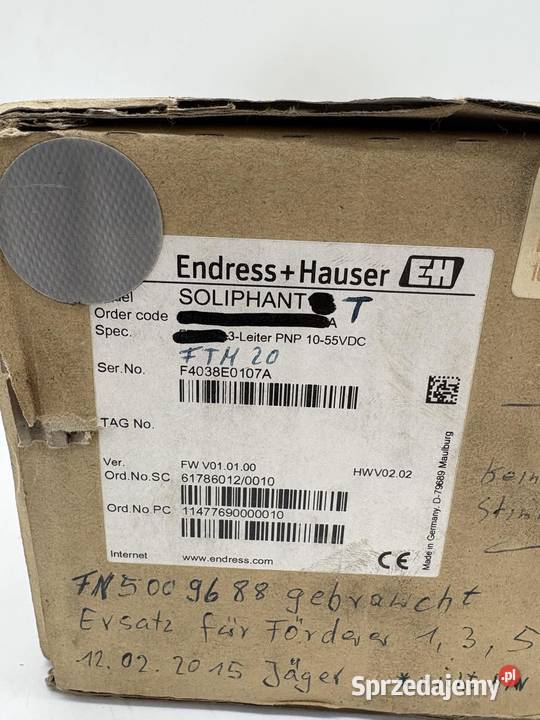 Endress+Hauser EH
SOLIPHANT T
Order code A
Spec. 3-Leiter PNP 10-55VDC
FTM 20
Ser.No. F4038E0107A
TAG No.
Ver. FW V01.01.00 HW V02.02
Ord.No.SC 61786012/0010
Ord.No.PC 11477690000010
Internet www.endress.com
CE
Made in Germany, D-79689 Maulburg
FN5009688 gebraucht
Ersatz für Förderer 1, 3, 5
12.02.2015 Jäger *
Sprzedajemy.pl